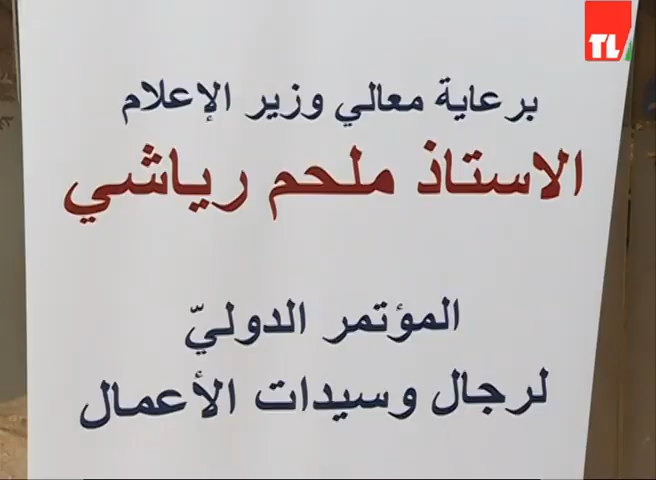 TL
برعاية معالي وزير الإعلام
الاستاذ ملحم رياشي
المؤتمر الدوليّ
لرجال وسيدات الأعمال